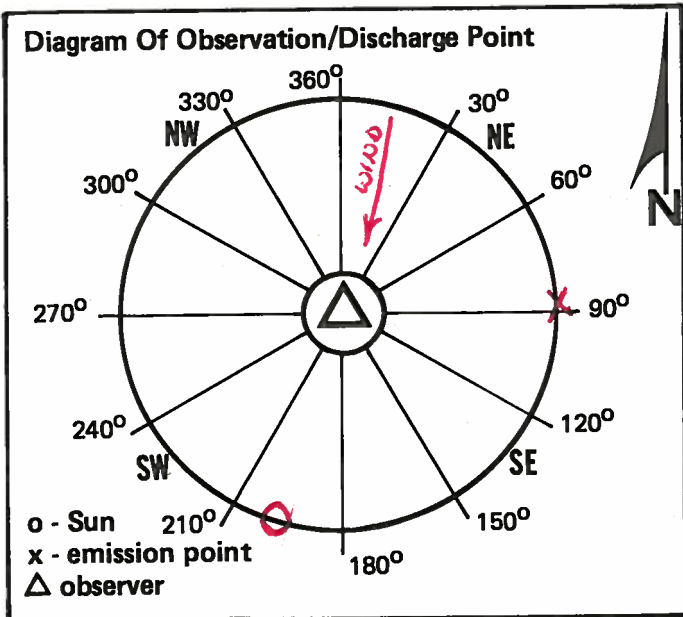 Diagram Of Observation/Discharge Point
360°
330°
30°
NW
NE
300°
60°
WIND
N
270°
X
90°
240°
120°
SW
SE
o - Sun
210°
150°
x - emission point
180°
△ observer